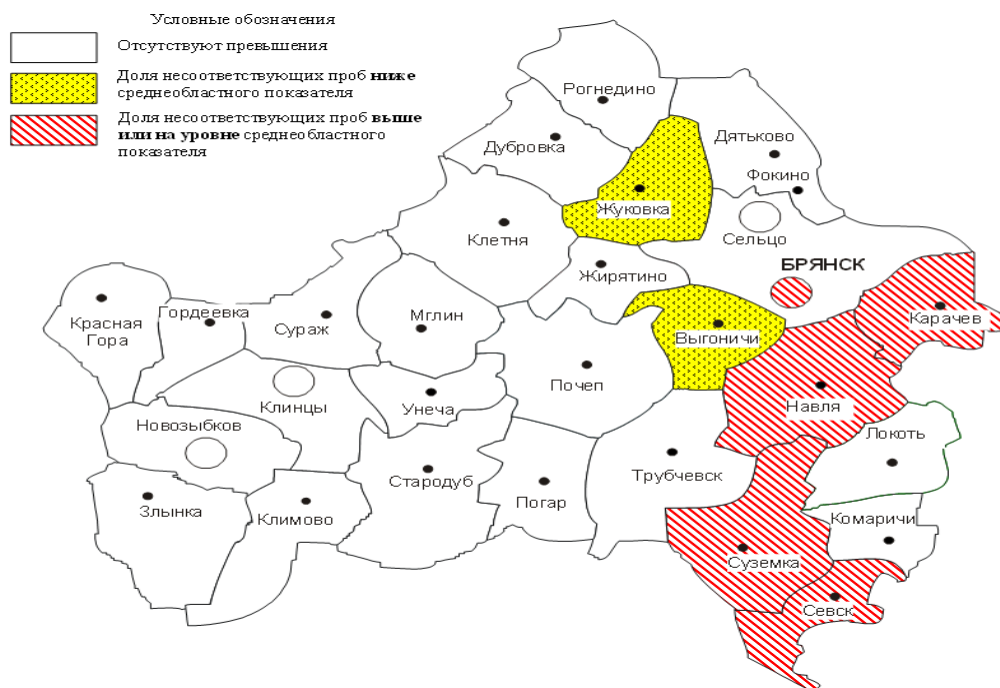 Условные обозначения
Отсутствуют превышения
Доля несоответствующих проб ниже
среднеобластного показателя
Доля несоответствующих проб выше
или на уровне среднеобластного
показателя
Рогнедино
Дятьково
Дубровка
Фокино
Жуковка
Клетня
Сельцо
БРЯНСК
Жирятино
Красная
Гора
Гордеевка
Сураж
Мглин
Выгоничи
Карачев
Почеп
Клинцы
Унеча
Навля
Новозыбков
Локоть
Стародуб
Трубчевск
Погар
Злынка
Климово
Комаричи
Суземка
Севск